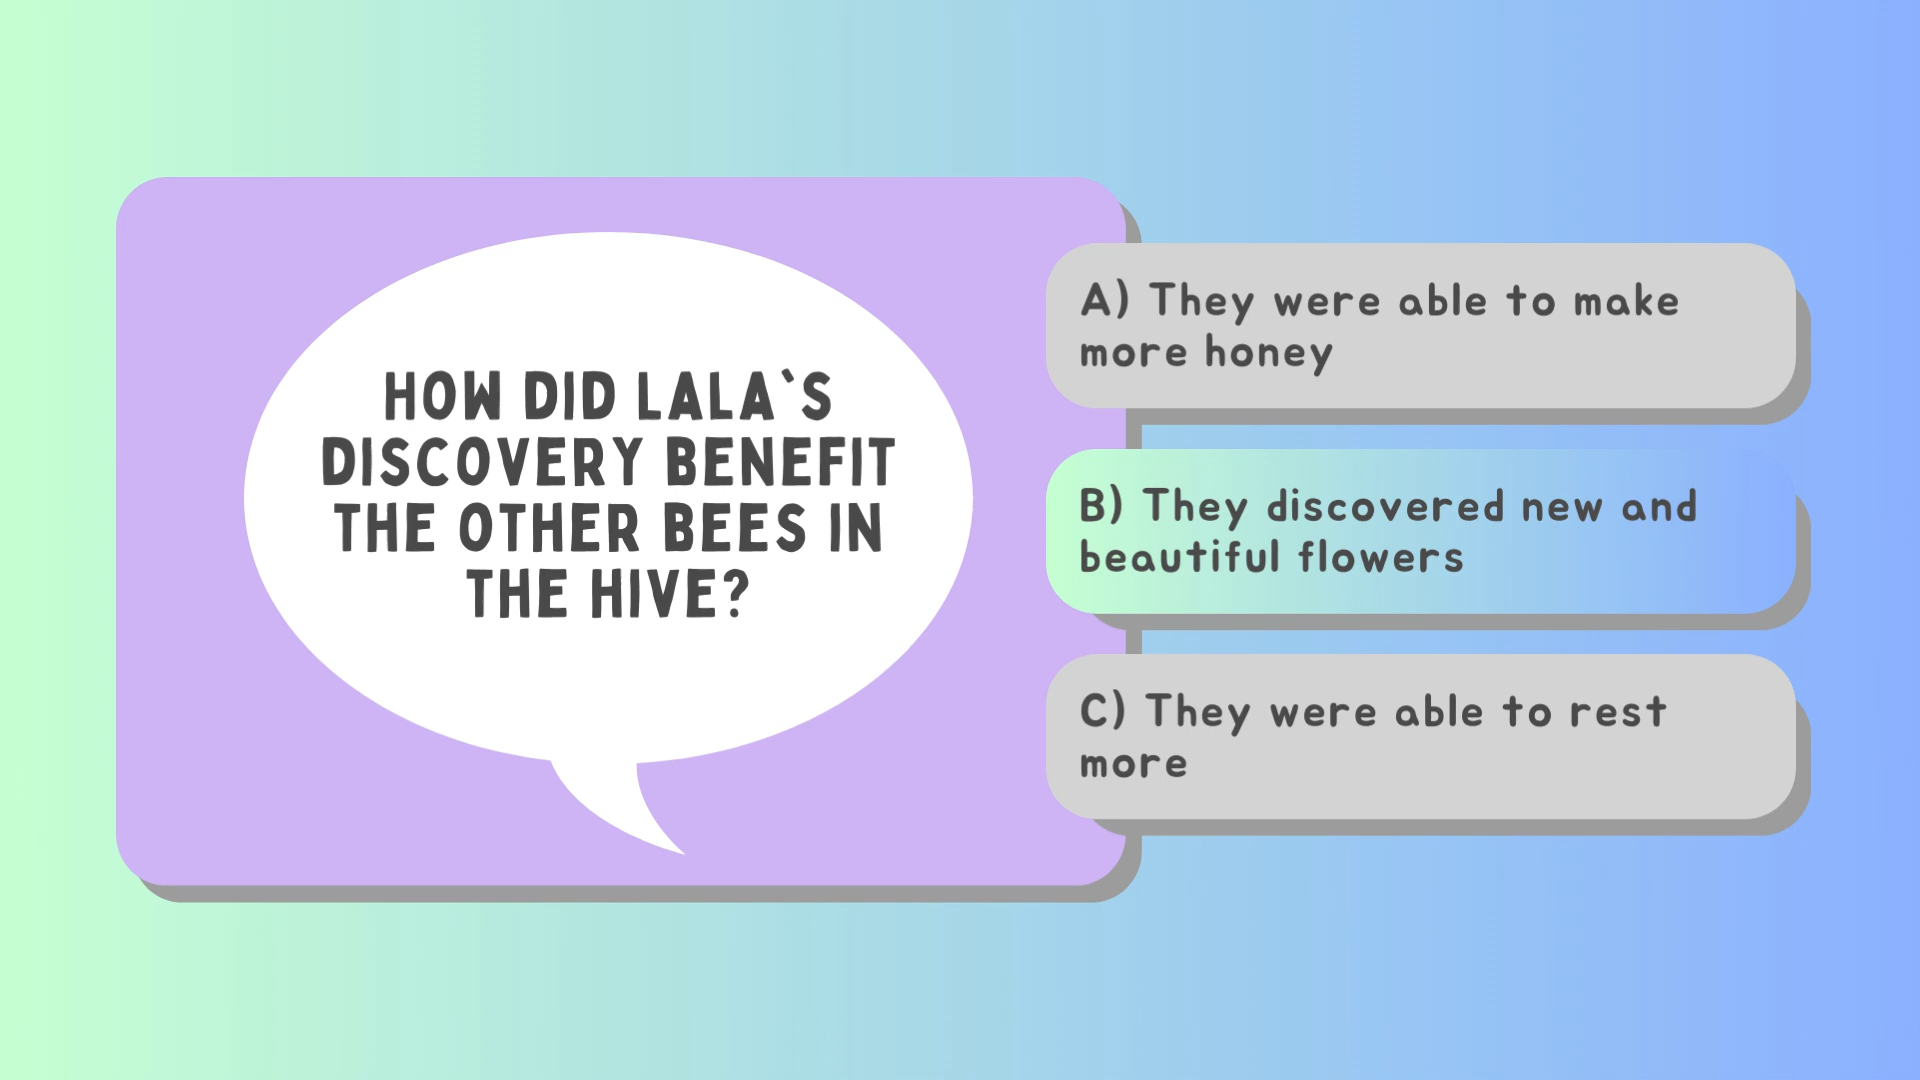 HOW DID LALA`S
DISCOVERY BENEFIT
THE OTHER BEES IN
THE HIVE?
A) They were able to make
more honey
B) They discovered new and
beautiful flowers
C) They were able to rest
more